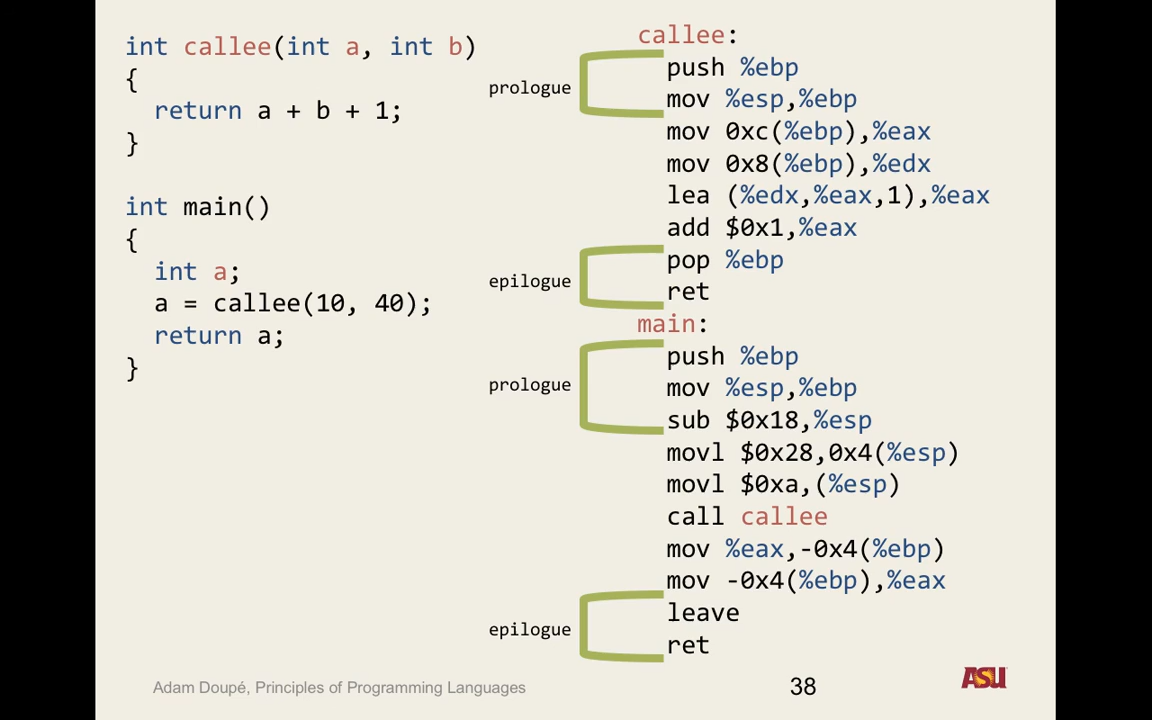 int callee(int a, int b)
{
return a + b + 1;
}
int main()
{
int a;
a = callee(10, 40);
return a;
}
callee:
prologue
push %ebp
mov %esp,%ebp
mov 0xc(%ebp),%eax
mov 0x8(%ebp),%edx
lea (%edx,%eax,1),%eax
add $0x1,%eax
epilogue
pop %ebp
ret
main:
prologue
push %ebp
mov %esp,%ebp
sub $0x18,%esp
movl $0x28,0x4(%esp)
movl $0xa,(%esp)
call callee
mov %eax,-0x4(%ebp)
mov -0x4(%ebp),%eax
epilogue
leave
ret
Adam Doupé, Principles of Programming Languages
38
ASU